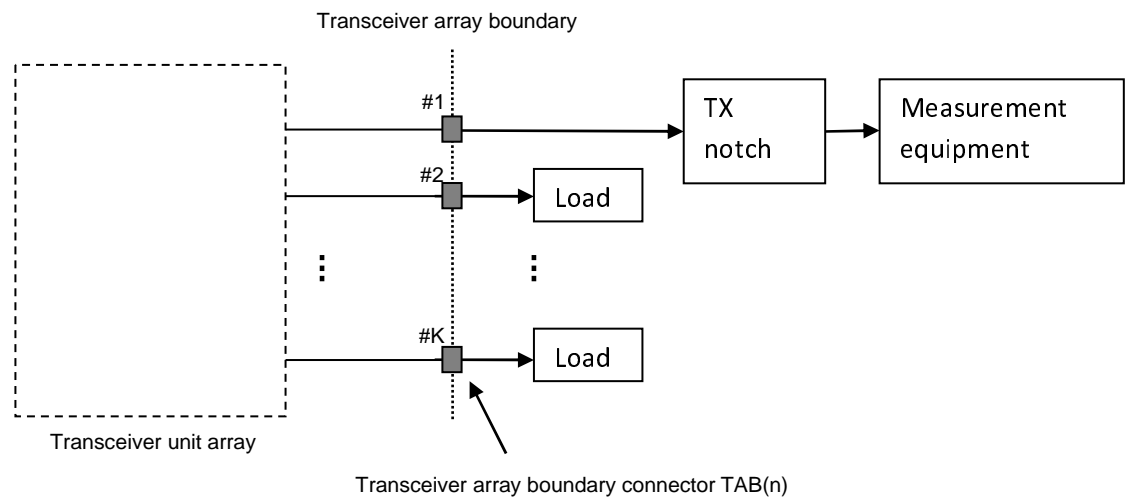 Transceiver array boundary
#1
TX
notch
Measurement
equipment
#2
Load
#K
Load
Transceiver unit array
Transceiver array boundary connector TAB(n)